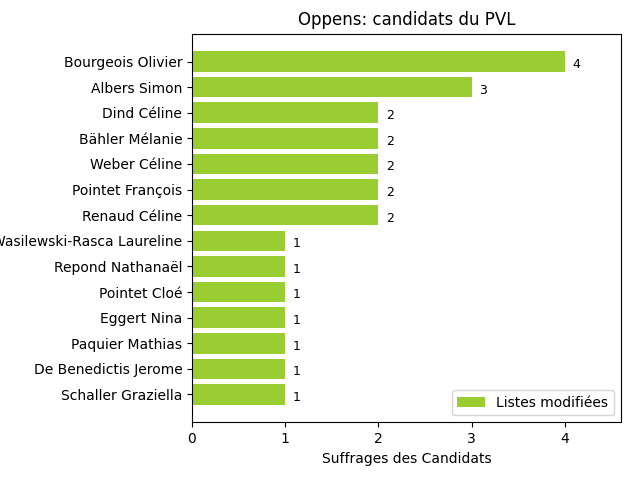 Oppens: candidats du PVL
Bourgeois Olivier 4
Albers Simon 3
Dind Céline 2
Bähler Mélanie 2
Weber Céline 2
Pointet François 2
Renaud Céline 2
Wasilewski-Rasca Laureline 1
Repond Nathanaël 1
Pointet Cloé 1
Eggert Nina 1
Paquier Mathias 1
De Benedictis Jerome 1
Schaller Graziella 1
Listes modifiées
0 1 2 3 4
Suffrages des Candidats